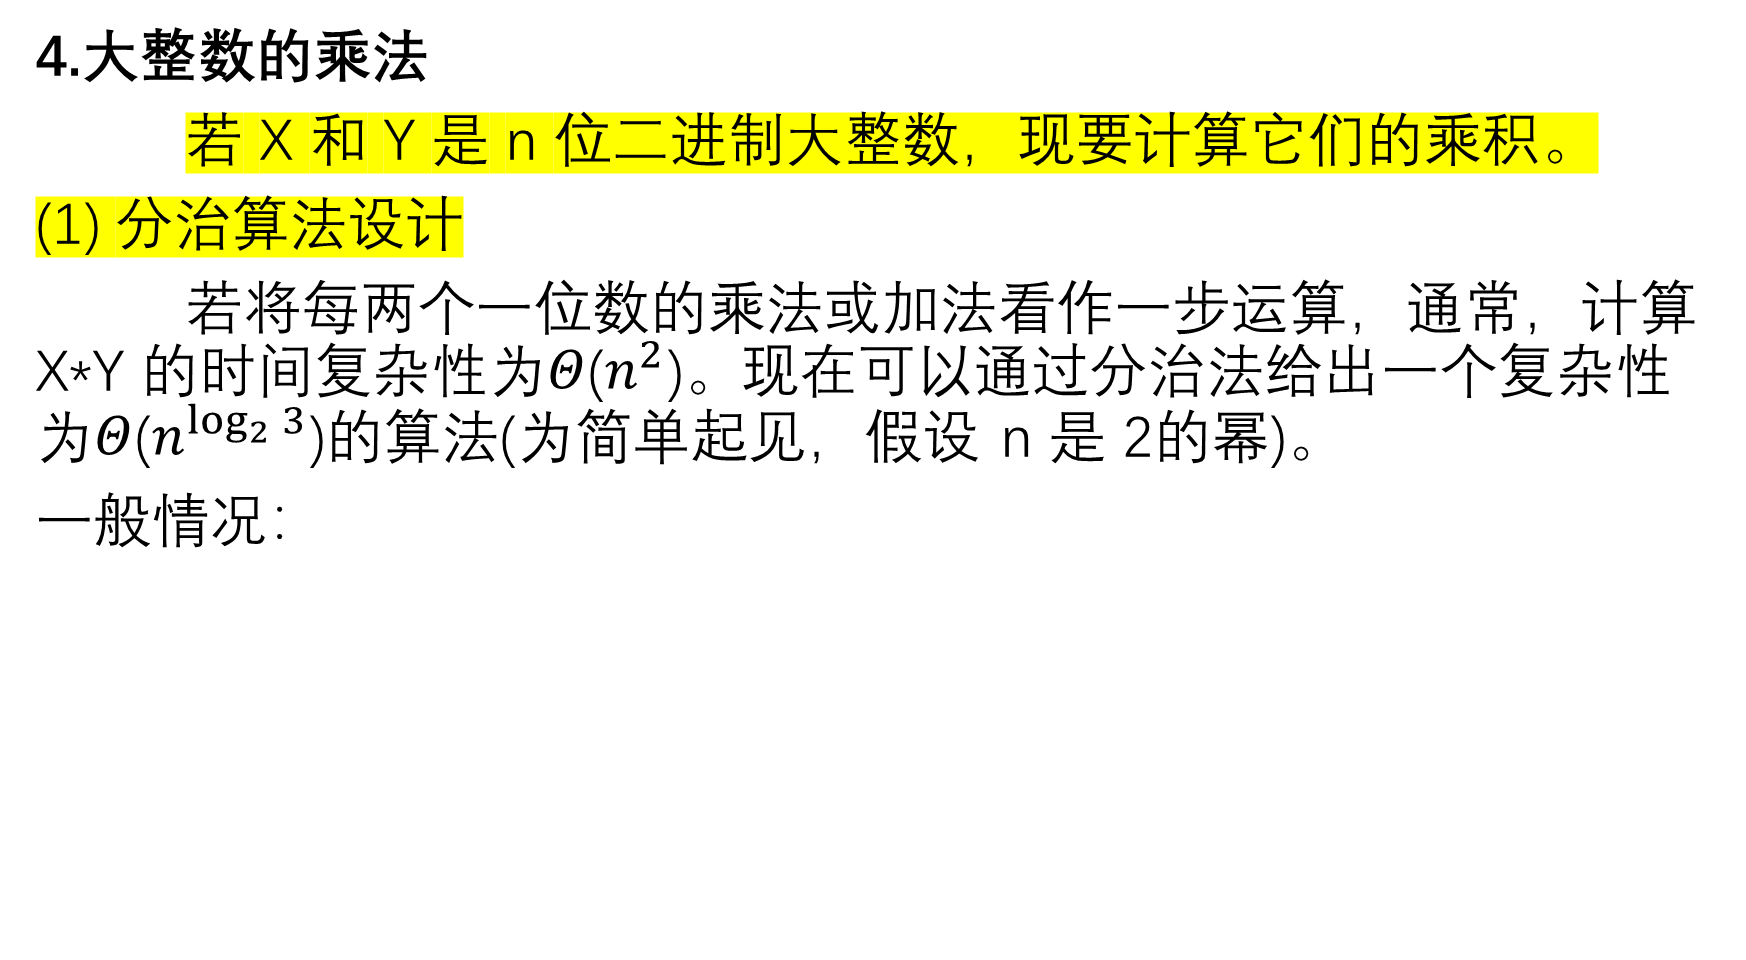 4.大整数的乘法
若 X 和 Y 是 n 位二进制大整数，现要计算它们的乘积。
(1) 分治算法设计
若将每两个一位数的乘法或加法看作一步运算，通常，计算
X*Y 的时间复杂性为Θ(n²)。现在可以通过分治法给出一个复杂性
为Θ(n^{log₂ 3})的算法(为简单起见，假设 n 是 2的幂)。
一般情况：